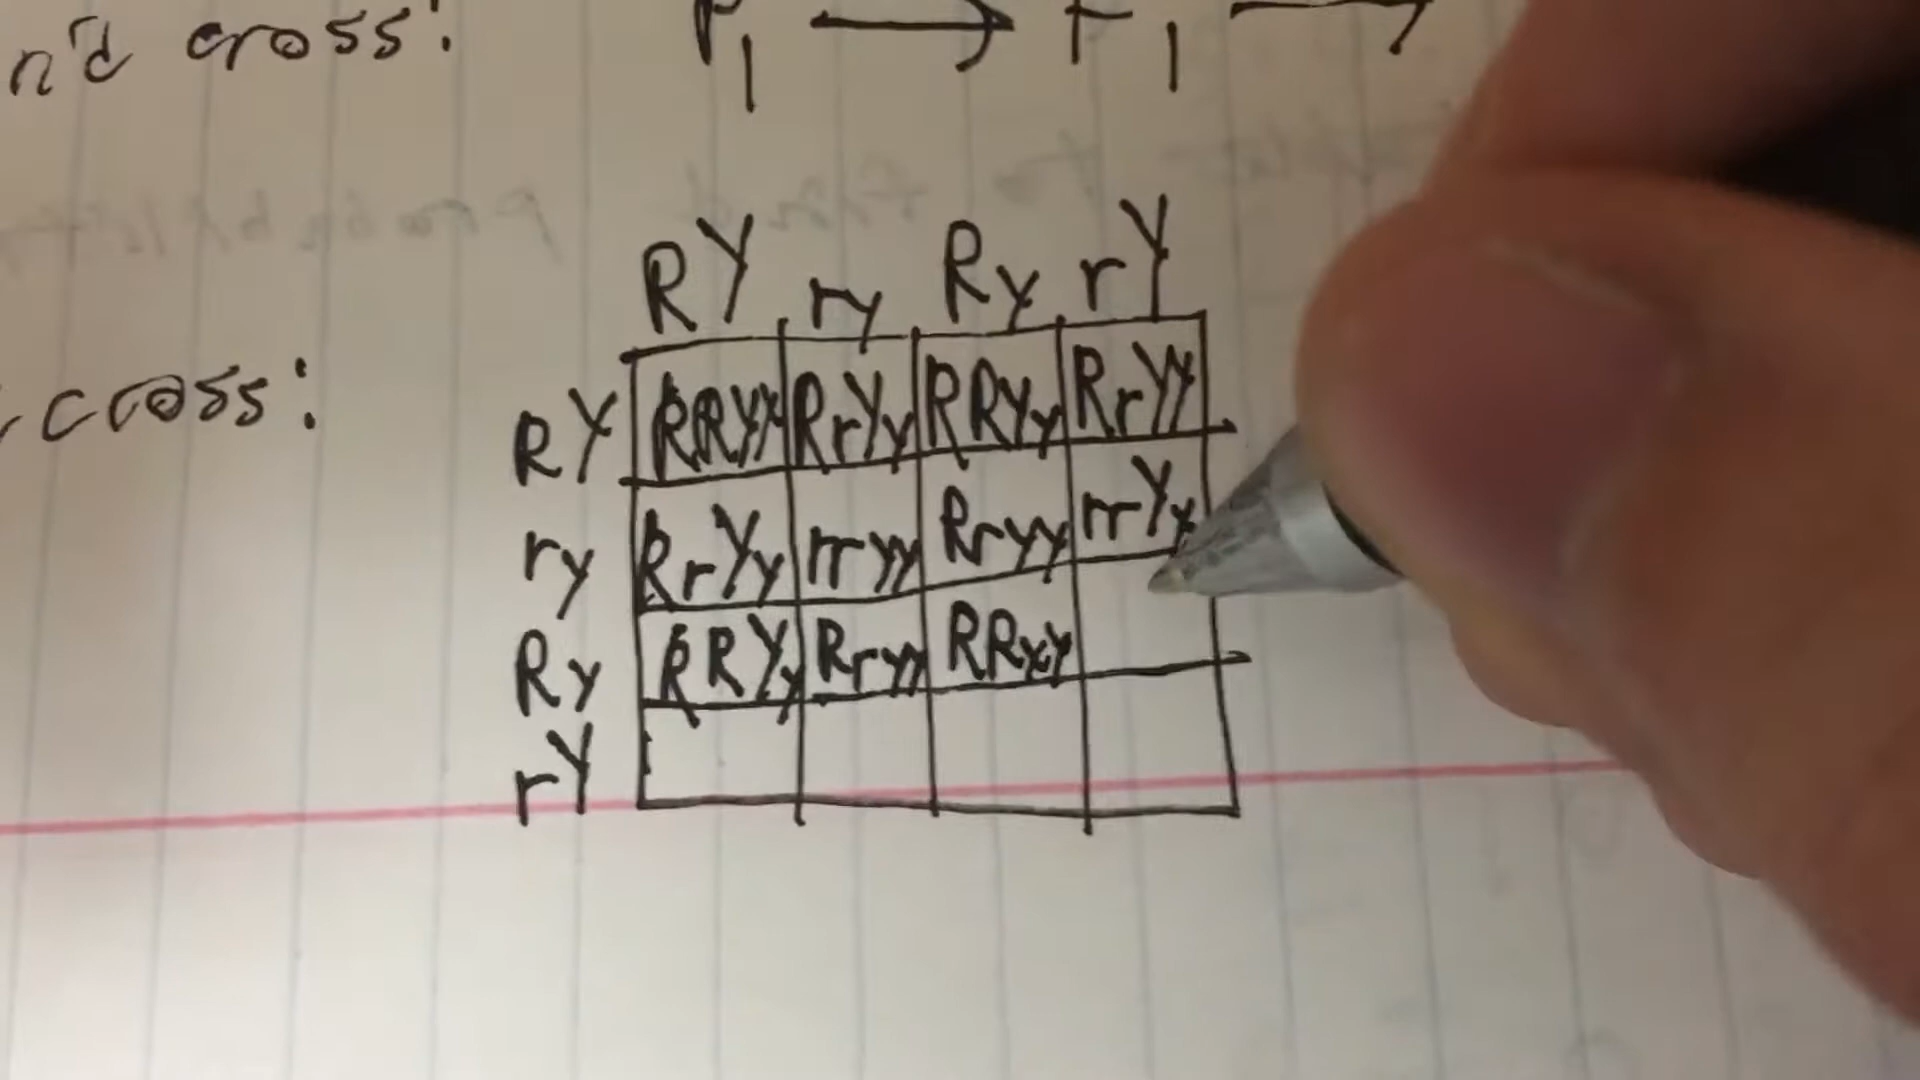 n'd cross: P1 → F1 →
RY ry Ry rY
cross:
RY RRYY RrYy RRYy RrYY
ry RrYy rryy Rryy rrYy
Ry RRYy Rryy RRyy
rY